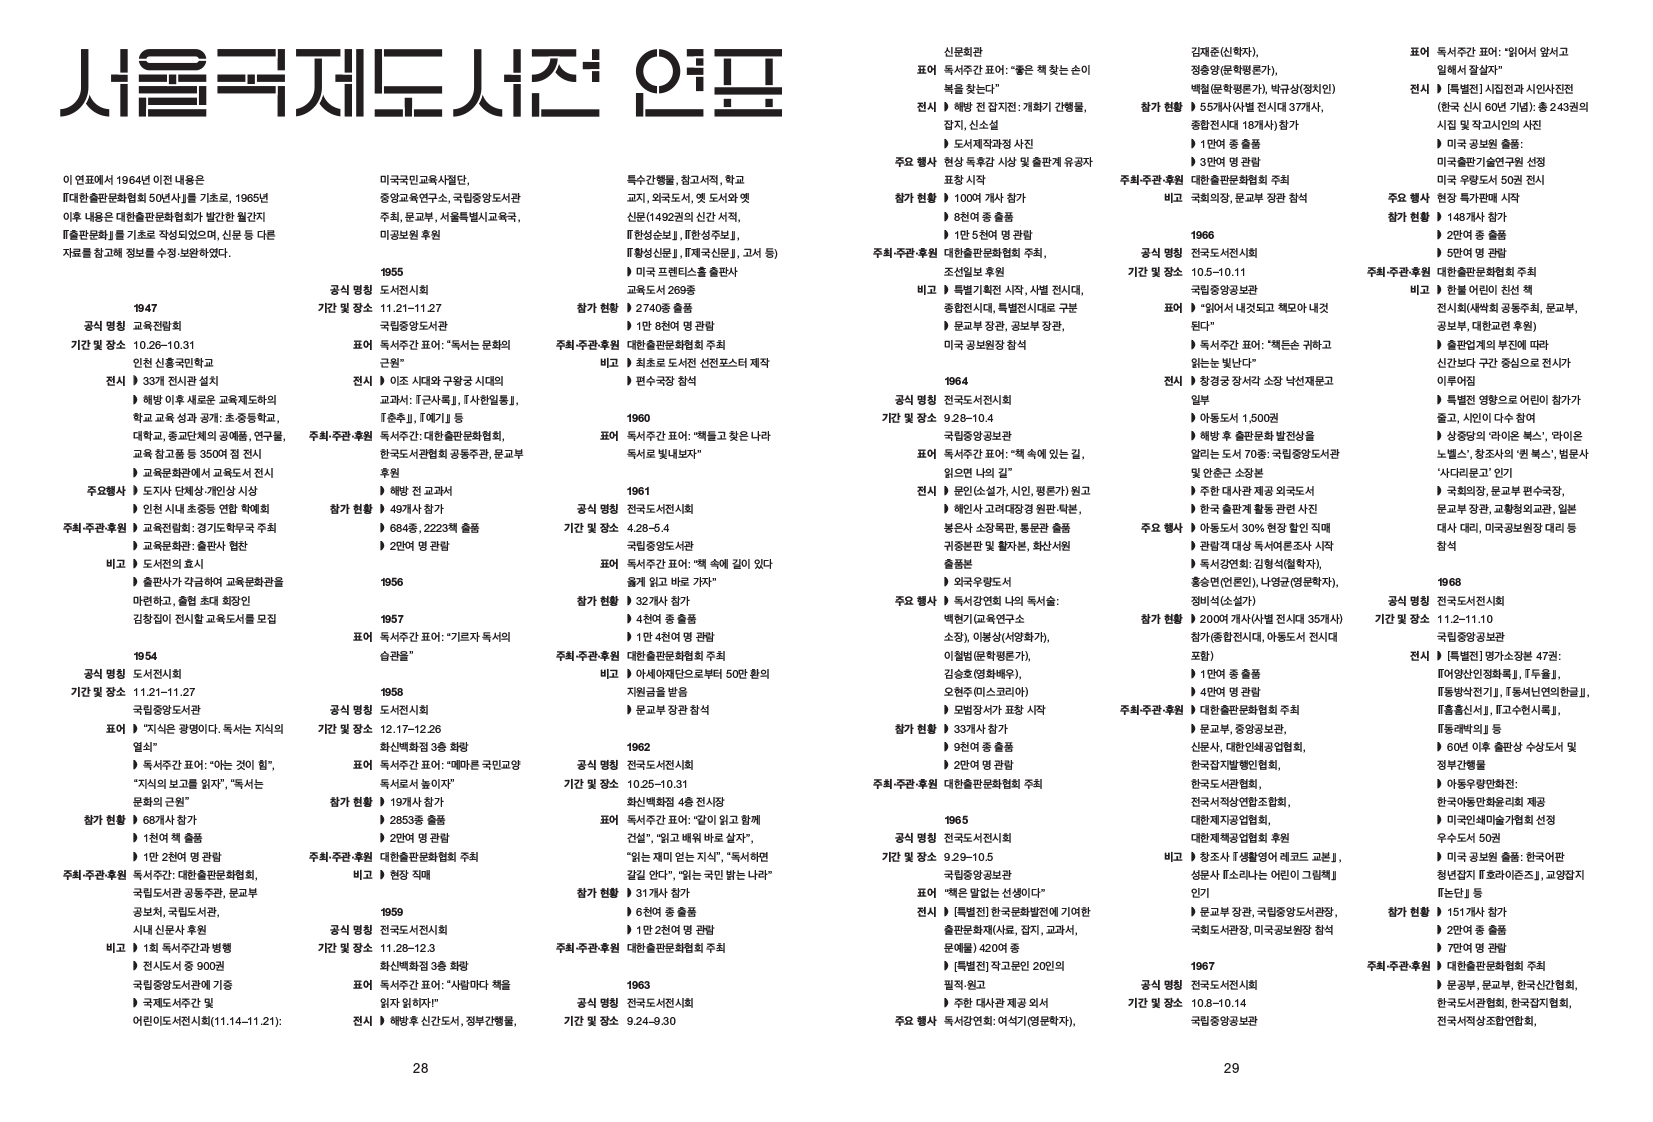 서울국제도서전 연표
이 연표에서 1964년 이전 내용은
『대한출판문화협회 50년사』를 기초로, 1965년
이후 내용은 대한출판문화협회가 발간한 월간지
『출판문화』를 기초로 작성되었으며, 신문 등 다른
자료를 참고해 정보를 수정·보완하였다.
1947
공식 명칭 교육전람회
기간 및 장소 10.26–10.31
인천 신흥국민학교
전시 ◗ 33개 전시관 설치
◗ 해방 이후 새로운 교육제도하의
학교 교육 성과 공개: 초·중등학교,
대학교, 종교단체의 공예품, 연구물,
교육 참고품 등 350여 점 전시
◗ 교육문화관에서 교육도서 전시
주요행사 ◗ 도지사 단체상·개인상 시상
◗ 인천 시내 초중등 연합 학예회
주최·주관·후원 ◗ 교육전람회: 경기도학무국 주최
◗ 교육문화관: 출판사 협찬
비고 ◗ 도서전의 효시
◗ 출판사가 갹금하여 교육문화관을
마련하고, 출협 초대 회장인
김창집이 전시할 교육도서를 모집
1954
공식 명칭 도서전시회
기간 및 장소 11.21–11.27
국립중앙도서관
표어 ◗ “지식은 광명이다. 독서는 지식의
열쇠”
◗ 독서주간 표어: “아는 것이 힘”,
“지식의 보고를 읽자”, “독서는
문화의 근원”
참가 현황 ◗ 68개사 참가
◗ 1천여 책 출품
◗ 1만 2천여 명 관람
주최·주관·후원 독서주간: 대한출판문화협회,
국립도서관 공동주관, 문교부
공보처, 국립도서관,
시내 신문사 후원
비고 ◗ 1회 독서주간과 병행
◗ 전시도서 중 900권
국립중앙도서관에 기증
◗ 국제도서주간 및
어린이도서전시회(11.14–11.21):
미국국민교육사절단,
중앙교육연구소, 국립중앙도서관
주최, 문교부, 서울특별시교육국,
미공보원 후원
1955
공식 명칭 도서전시회
기간 및 장소 11.21–11.27
국립중앙도서관
표어 독서주간 표어: “독서는 문화의
근원”
전시 ◗ 이조 시대와 구왕궁 시대의
교과서: 『근사록』, 『사한일통』,
『춘추』, 『예기』 등
주최·주관·후원 독서주간: 대한출판문화협회,
한국도서관협회 공동주관, 문교부
후원
◗ 해방 전 교과서
참가 현황 ◗ 49개사 참가
◗ 684종, 2223책 출품
◗ 2만여 명 관람
1956
1957
표어 독서주간 표어: “기르자 독서의
습관을”
1958
공식 명칭 도서전시회
기간 및 장소 12.17–12.26
화신백화점 3층 화랑
표어 독서주간 표어: “메마른 국민교양
독서로서 높이자”
참가 현황 ◗ 19개사 참가
◗ 2853종 출품
◗ 2만여 명 관람
주최·주관·후원 대한출판문화협회 주최
비고 ◗ 현장 직매
1959
공식 명칭 전국도서전시회
기간 및 장소 11.28–12.3
화신백화점 3층 화랑
표어 독서주간 표어: “사람마다 책을
읽자 읽히자!”
전시 ◗ 해방후 신간도서, 정부간행물,
특수간행물, 참고서적, 학교
교지, 외국도서, 옛 도서와 옛
신문(1492권의 신간 서적,
『한성순보』, 『한성주보』,
『황성신문』, 『제국신문』, 고서 등)
◗ 미국 프렌티스홀 출판사
교육도서 269종
참가 현황 ◗ 2740종 출품
◗ 1만 8천여 명 관람
주최·주관·후원 대한출판문화협회 주최
비고 ◗ 최초로 도서전 선전포스터 제작
◗ 편수국장 참석
1960
표어 독서주간 표어: “책들고 찾은 나라
독서로 빛내보자”
1961
공식 명칭 전국도서전시회
기간 및 장소 4.28–5.4
국립중앙도서관
표어 독서주간 표어: “책 속에 길이 있다
옳게 읽고 바로 가자”
참가 현황 ◗ 32개사 참가
◗ 4천여 종 출품
◗ 1만 4천여 명 관람
주최·주관·후원 대한출판문화협회 주최
비고 ◗ 아세아재단으로부터 50만 환의
지원금을 받음
◗ 문교부 장관 참석
1962
공식 명칭 전국도서전시회
기간 및 장소 10.25–10.31
화신백화점 4층 전시장
표어 독서주간 표어: “같이 읽고 함께
건설”, “읽고 배워 바로 살자”,
“읽는 재미 얻는 지식”, “독서하면
갈길 안다”, “읽는 국민 밝는 나라”
참가 현황 ◗ 31개사 참가
◗ 6천여 종 출품
◗ 1만 2천여 명 관람
주최·주관·후원 대한출판문화협회 주최
1963
공식 명칭 전국도서전시회
기간 및 장소 9.24–9.30
28
신문회관
표어 독서주간 표어: “좋은 책 찾는 손이
복을 찾는다”
전시 ◗ 해방 전 잡지전: 개화기 간행물,
잡지, 신소설
◗ 도서제작과정 사진
주요 행사 현상 독후감 시상 및 출판계 유공자
표창 시작
참가 현황 ◗ 100여 개사 참가
◗ 8천여 종 출품
◗ 1만 5천여 명 관람
주최·주관·후원 대한출판문화협회 주최,
조선일보 후원
비고 ◗ 특별기획전 시작, 사별 전시대,
종합전시대, 특별전시대로 구분
◗ 문교부 장관, 공보부 장관,
미국 공보원장 참석
1964
공식 명칭 전국도서전시회
기간 및 장소 9.28–10.4
국립중앙공보관
표어 독서주간 표어: “책 속에 있는 길,
읽으면 나의 길”
전시 ◗ 문인(소설가, 시인, 평론가) 원고
◗ 해인사 고려대장경 원판·탁본,
봉은사 소장목판, 통문관 출품
귀중본판 및 활자본, 화산서원
출품본
◗ 외국우량도서
주요 행사 ◗ 독서강연회 나의 독서술:
백현기(교육연구소
소장), 이봉상(서양화가),
이철범(문학평론가),
김승호(영화배우),
오현주(미스코리아)
◗ 모범장서가 표창 시작
참가 현황 ◗ 33개사 참가
◗ 9천여 종 출품
◗ 2만여 명 관람
주최·주관·후원 대한출판문화협회 주최
1965
공식 명칭 전국도서전시회
기간 및 장소 9.29–10.5
국립중앙공보관
표어 “책은 말없는 선생이다”
전시 ◗ [특별전] 한국문화발전에 기여한
출판문화재(사료, 잡지, 교과서,
문예물) 420여 종
◗ [특별전] 작고문인 20인의
필적·원고
◗ 주한 대사관 제공 외서
주요 행사 독서강연회: 여석기(영문학자),
김재준(신학자),
정충양(문학평론가),
백철(문학평론가), 박규상(정치인)
참가 현황 ◗ 55개사(사별 전시대 37개사,
종합전시대 18개사) 참가
◗ 1만여 종 출품
◗ 3만여 명 관람
주최·주관·후원 대한출판문화협회 주최
비고 국회의장, 문교부 장관 참석
1966
공식 명칭 전국도서전시회
기간 및 장소 10.5–10.11
국립중앙공보관
표어 ◗ “읽어서 내것되고 책모아 내것
된다”
◗ 독서주간 표어: “책든손 귀하고
읽는눈 빛난다”
전시 ◗ 창경궁 장서각 소장 낙선재문고
일부
◗ 아동도서 1,500권
◗ 해방 후 출판문화 발전상을
알리는 도서 70종: 국립중앙도서관
및 안춘근 소장본
◗ 주한 대사관 제공 외국도서
◗ 한국 출판계 활동 관련 사진
주요 행사 ◗ 아동도서 30% 현장 할인 직매
◗ 관람객 대상 독서여론조사 시작
◗ 독서강연회: 김형석(철학자),
홍승면(언론인), 나영균(영문학자),
정비석(소설가)
참가 현황 ◗ 200여 개사(사별 전시대 35개사)
참가(종합전시대, 아동도서 전시대
포함)
◗ 1만여 종 출품
◗ 4만여 명 관람
주최·주관·후원 ◗ 대한출판문화협회 주최
◗ 문교부, 중앙공보관,
신문사, 대한인쇄공업협회,
한국잡지발행인협회,
한국도서관협회,
전국서적상연합조합회,
대한제지공업협회,
대한제책공업협회 후원
비고 ◗ 창조사 『생활영어 레코드 교본』,
성문사 『소리나는 어린이 그림책』
인기
◗ 문교부 장관, 국립중앙도서관장,
국회도서관장, 미국공보원장 참석
1967
공식 명칭 전국도서전시회
기간 및 장소 10.8–10.14
국립중앙공보관
표어 독서주간 표어: “읽어서 앞서고
일해서 잘살자”
전시 ◗ [특별전] 시집전과 시인사진전
(한국 신시 60년 기념): 총 243권의
시집 및 작고시인의 사진
◗ 미국 공보원 출품:
미국출판기술연구원 선정
미국 우량도서 50권 전시
주요 행사 현장 특가판매 시작
참가 현황 ◗ 148개사 참가
◗ 2만여 종 출품
◗ 5만여 명 관람
주최·주관·후원 대한출판문화협회 주최
비고 ◗ 한불 어린이 친선 책
전시회(새싹회 공동주최, 문교부,
공보부, 대한교련 후원)
◗ 출판업계의 부진에 따라
신간보다 구간 중심으로 전시가
이루어짐
◗ 특별전 영향으로 어린이 참가가
줄고, 시인이 다수 참여
◗ 상중당의 ‘라이온 북스’, ‘라이온
노벨스’, 창조사의 ‘퀸 북스’, 범문사
‘사다리문고’ 인기
◗ 국회의장, 문교부 편수국장,
문교부 장관, 교황청외교관, 일본
대사 대리, 미국공보원장 대리 등
참석
1968
공식 명칭 전국도서전시회
기간 및 장소 11.2–11.10
국립중앙공보관
전시 ◗ [특별전] 명가소장본 47권:
『어양산인정화록』, 『두율』,
『동방삭전기』, 『동셔닌연의한글』,
『흠흠신서』, 『고수헌시록』,
『동래박의』 등
◗ 60년 이후 출판상 수상도서 및
정부간행물
◗ 아동우량만화전:
한국아동만화윤리회 제공
◗ 미국인쇄미술가협회 선정
우수도서 50권
◗ 미국 공보원 출품: 한국어판
청년잡지 『호라이즌즈』, 교양잡지
『논단』 등
참가 현황 ◗ 151개사 참가
◗ 2만여 종 출품
◗ 7만여 명 관람
주최·주관·후원 ◗ 대한출판문화협회 주최
◗ 문공부, 문교부, 한국신간협회,
한국도서관협회, 한국잡지협회,
전국서적상조합연합회,
29